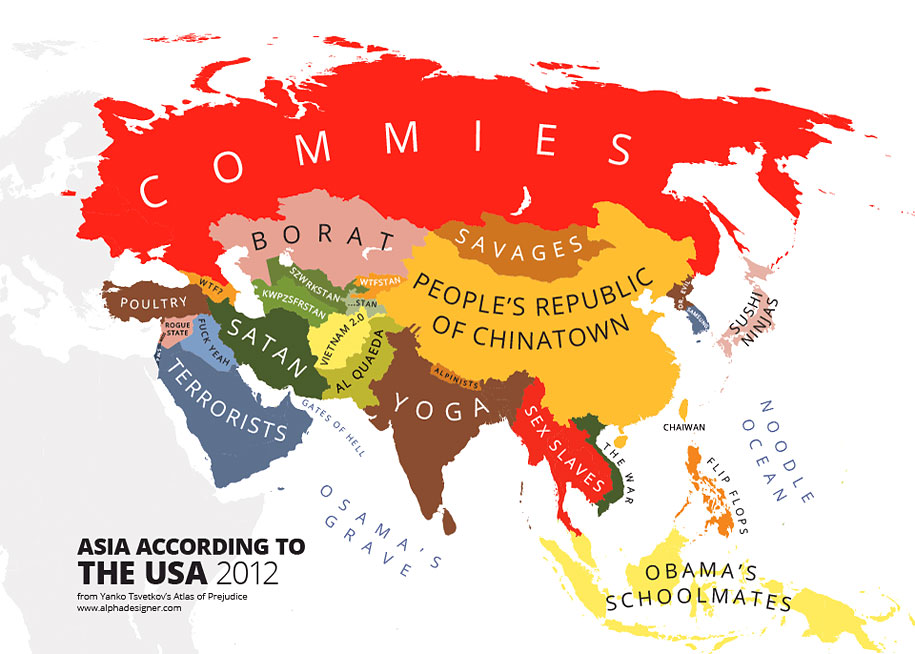 COMMIES
BORAT
SAVAGES
WTF?
SZWRKSTAN
WTFSTAN
KWPZSFRSTAN
...STAN
PEOPLE'S REPUBLIC
OF CHINATOWN
DR. EVIL
SAMSUNG
SUSHI
NINJAS
POULTRY
ROGUE
STATE
FUCK YEAH
SATAN
VIETNAM 2.0
AL QUAEDA
ALPINISTS
YOGA
TERRORISTS
GATES OF HELL
OSAMA'S
GRAVE
SEX SLAVES
THE WAR
CHAIWAN
NOODLE
OCEAN
FLIP FLOPS
OBAMA'S
SCHOOLMATES
ASIA ACCORDING TO
THE USA 2012
from Yanko Tsvetkov's Atlas of Prejudice
www.alphadesigner.com